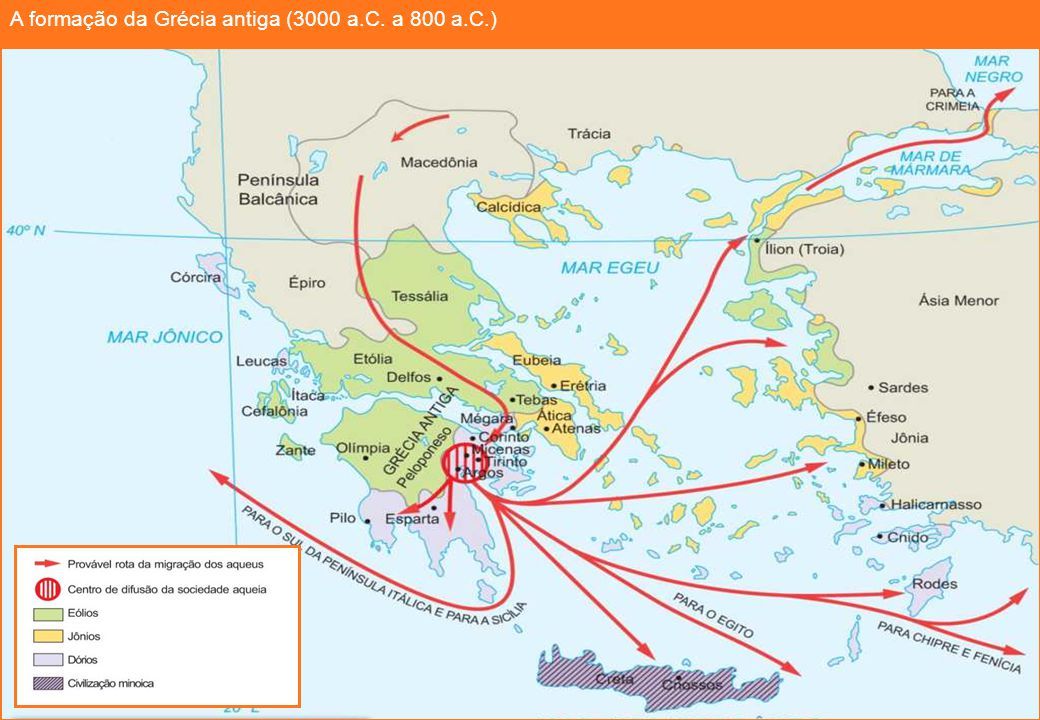 A formação da Grécia antiga (3000 a.C. a 800 a.C.)
MAR
NEGRO
PARA A
CRIMEIA
Trácia
MAR DE
MÁRMARA
Macedônia
Península
Balcânica
Calcídica
40º N
Ílion (Troia)
MAR EGEU
Córcira
Épiro
Tessália
Ásia Menor
MAR JÔNICO
Leucas
Etólia
Eubeia
Delfos
Erétria
Sardes
Ítaca
Cefalônia
Tebas
Mégara
Ática
Atenas
Éfeso
Jônia
GRÉCIA ANTIGA
Peloponeso
Corinto
Zante
Olímpia
Micenas
Tirinto
Argos
Mileto
Pilo
Esparta
Halicarnasso
Cnido
PARA O SUL DA PENÍNSULA ITÁLICA E PARA A SICÍLIA
Rodes
PARA O EGITO
PARA CHIPRE E FENÍCIA
Creta
Cnossos
Provável rota da migração dos aqueus
Centro de difusão da sociedade aqueia
Eólios
Jônios
Dórios
Civilização minoica
20º L